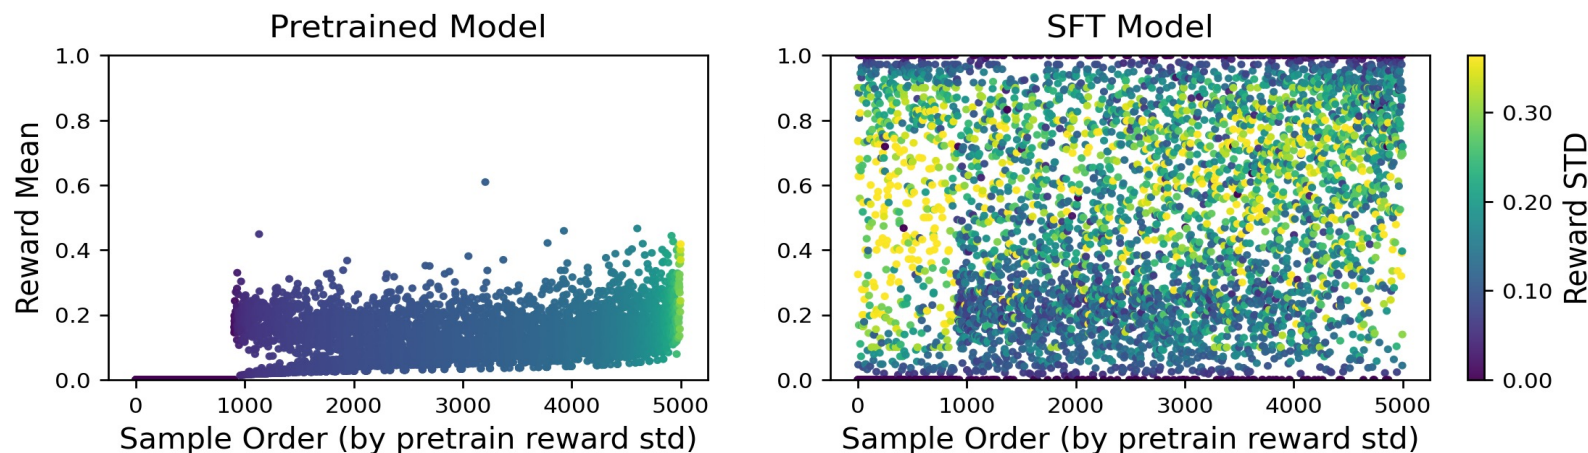 Pretrained Model
SFT Model
Reward Mean
1.0
0.8
0.6
0.4
0.2
0.0
0 1000 2000 3000 4000 5000
Sample Order (by pretrain reward std)
1.0
0.8
0.6
0.4
0.2
0.0
0 1000 2000 3000 4000 5000
Sample Order (by pretrain reward std)
0.30
0.20
0.10
0.00
Reward STD